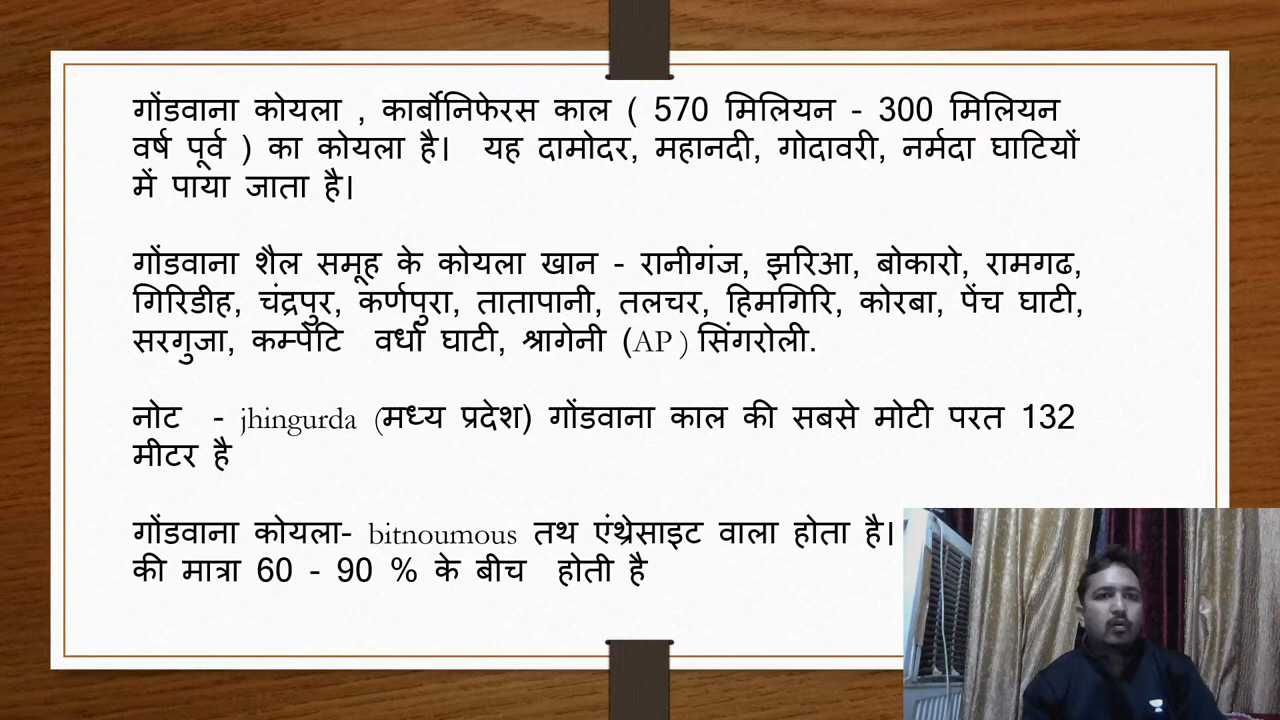 गोंडवाना कोयला , कार्बोनिफेरस काल ( 570 मिलियन - 300 मिलियन
वर्ष पूर्व ) का कोयला है। यह दामोदर, महानदी, गोदावरी, नर्मदा घाटियों
में पाया जाता है।
गोंडवाना शैल समूह के कोयला खान - रानीगंज, झरिआ, बोकारो, रामगढ,
गिरिडीह, चंद्रपुर, कर्णपुरा, तातापानी, तलचर, हिमगिरि, कोरबा, पेंच घाटी,
सरगुजा, कम्पेटि वर्धा घाटी, श्रागेनी (AP ) सिंगरोली.
नोट - jhingurda (मध्य प्रदेश) गोंडवाना काल की सबसे मोटी परत 132
मीटर है
गोंडवाना कोयला- bitnoumous तथ एंथ्रेसाइट वाला होता है।
की मात्रा 60 - 90 % के बीच होती है